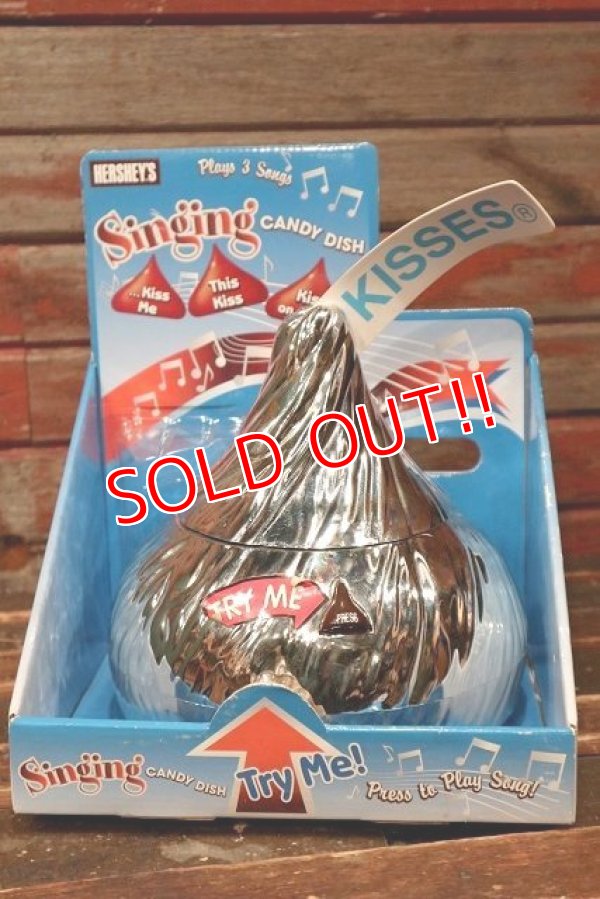 HERSHEY'S
Plays 3 Songs
Singing CANDY DISH
...Kiss
Me
This
Kiss
KISSES®
SOLD OUT!!
TRY ME
PRESS
Singing CANDY DISH
Try Me!
Press to Play Song!